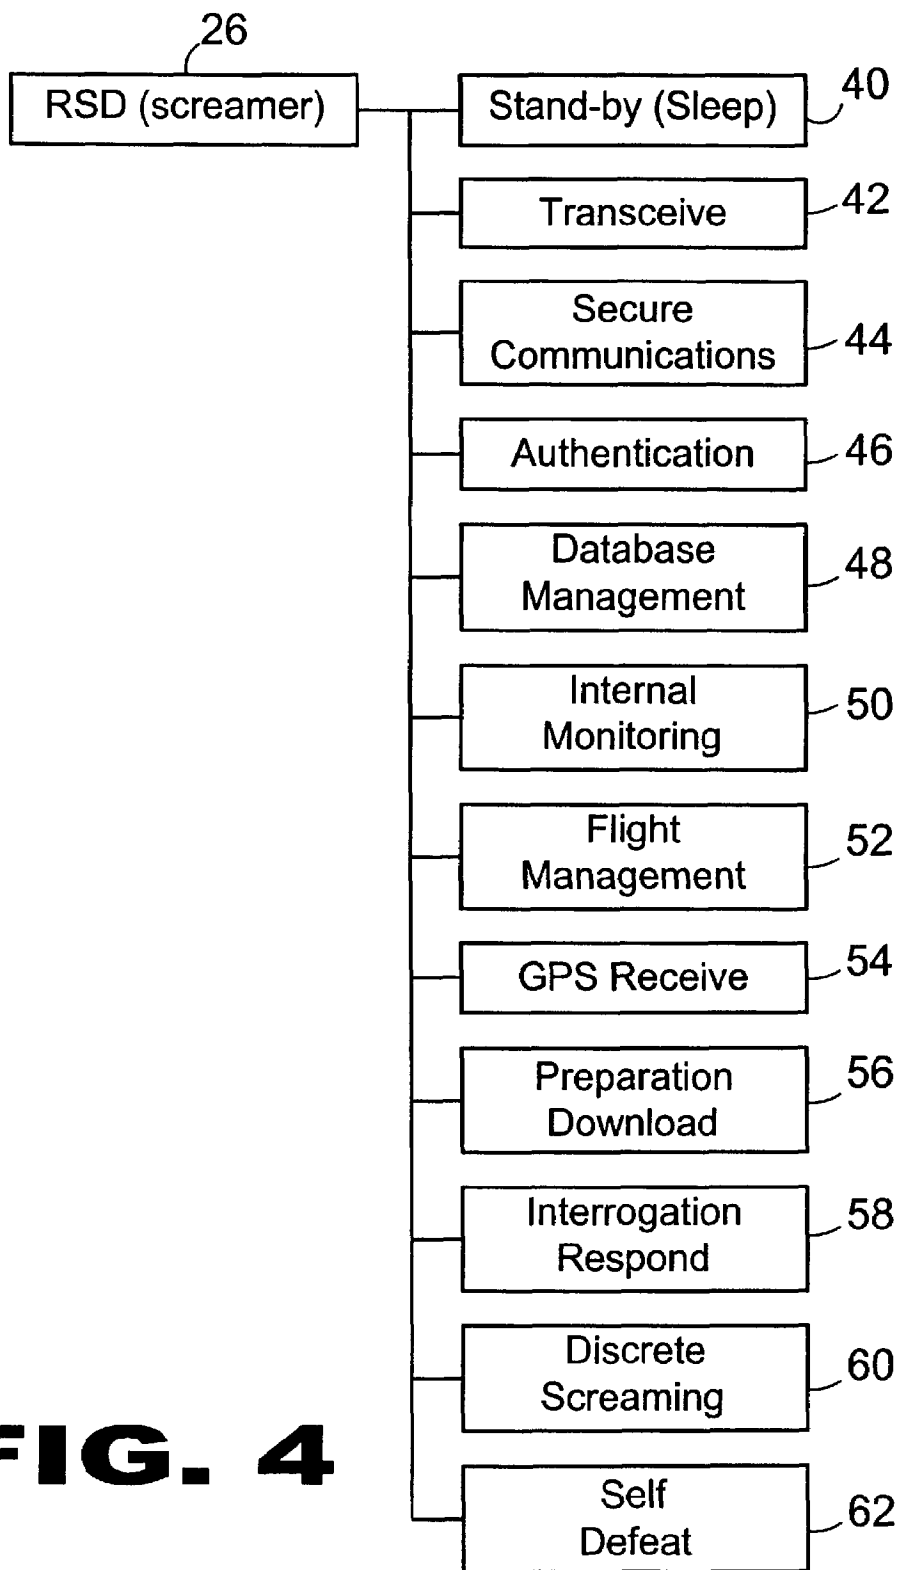 26
RSD (screamer)
Stand-by (Sleep)
40
Transceive
42
Secure
Communications
44
Authentication
46
Database
Management
48
Internal
Monitoring
50
Flight
Management
52
GPS Receive
54
Preparation
Download
56
Interrogation
Respond
58
Discrete
Screaming
60
Self
Defeat
62
FIG. 4